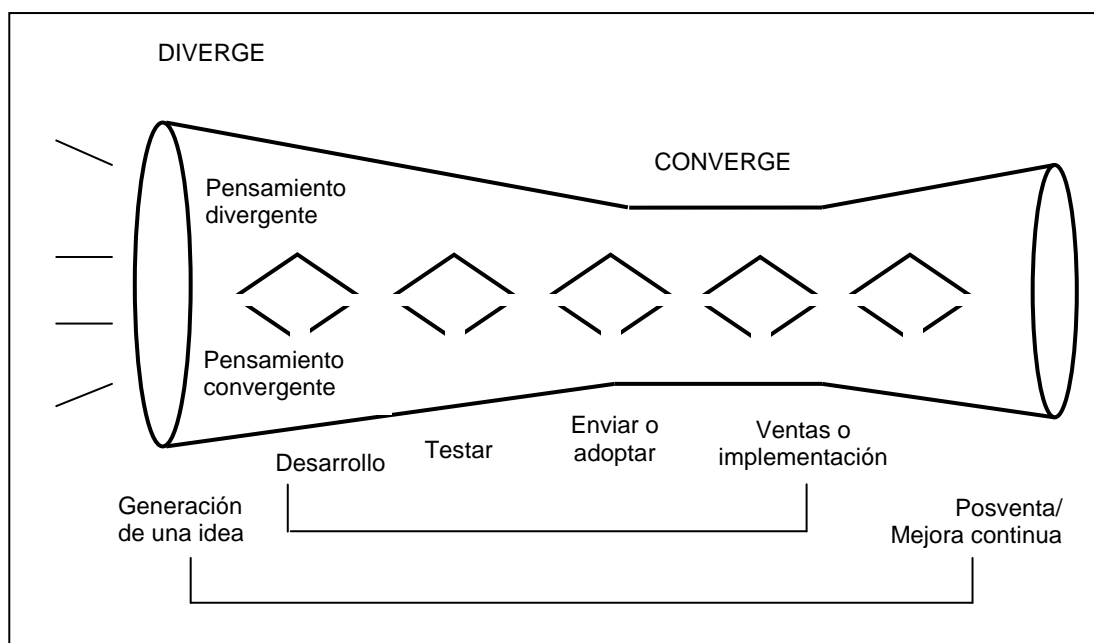 DIVERGE
CONVERGE
Pensamiento
divergente
Pensamiento
convergente
Desarrollo
Testar
Enviar o
adoptar
Ventas o
implementación
Generación
de una idea
Posventa/
Mejora continua